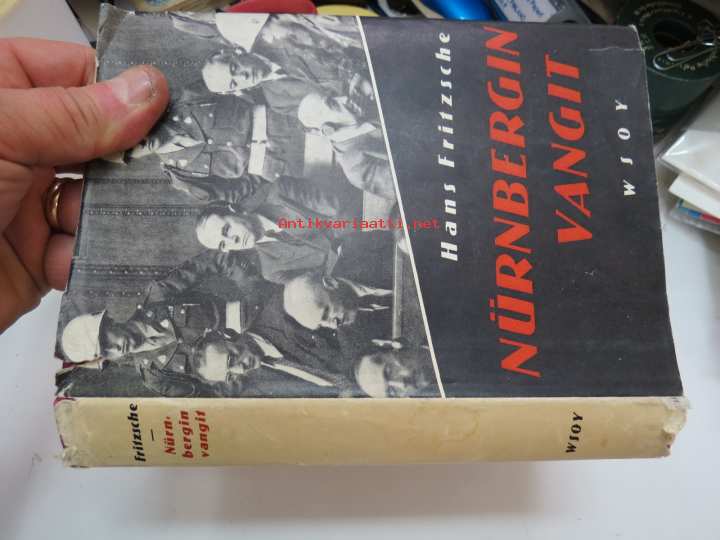 Hans Fritzsche
NÜRNBERGIN
VANGIT
WSOY
Fritzsche
—
Nürn-
bergin
vangit
WSOY
Antikvariaatti.net